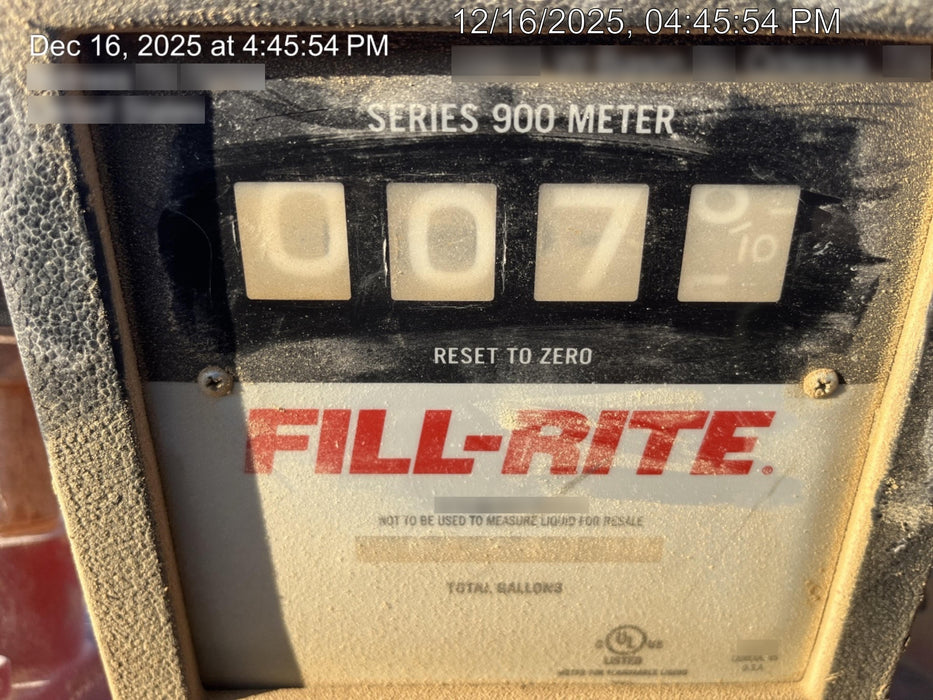 12/16/2025, 04:45:54 PM
Dec 16, 2025 at 4:45:54 PM
SERIES 900 METER
0 0 7 0
/10
1
RESET TO ZERO
FILL-RITE®
NOT TO BE USED TO MEASURE LIQUID FOR RESALE
TOTAL GALLONS
UL
LISTED
U.S.A.